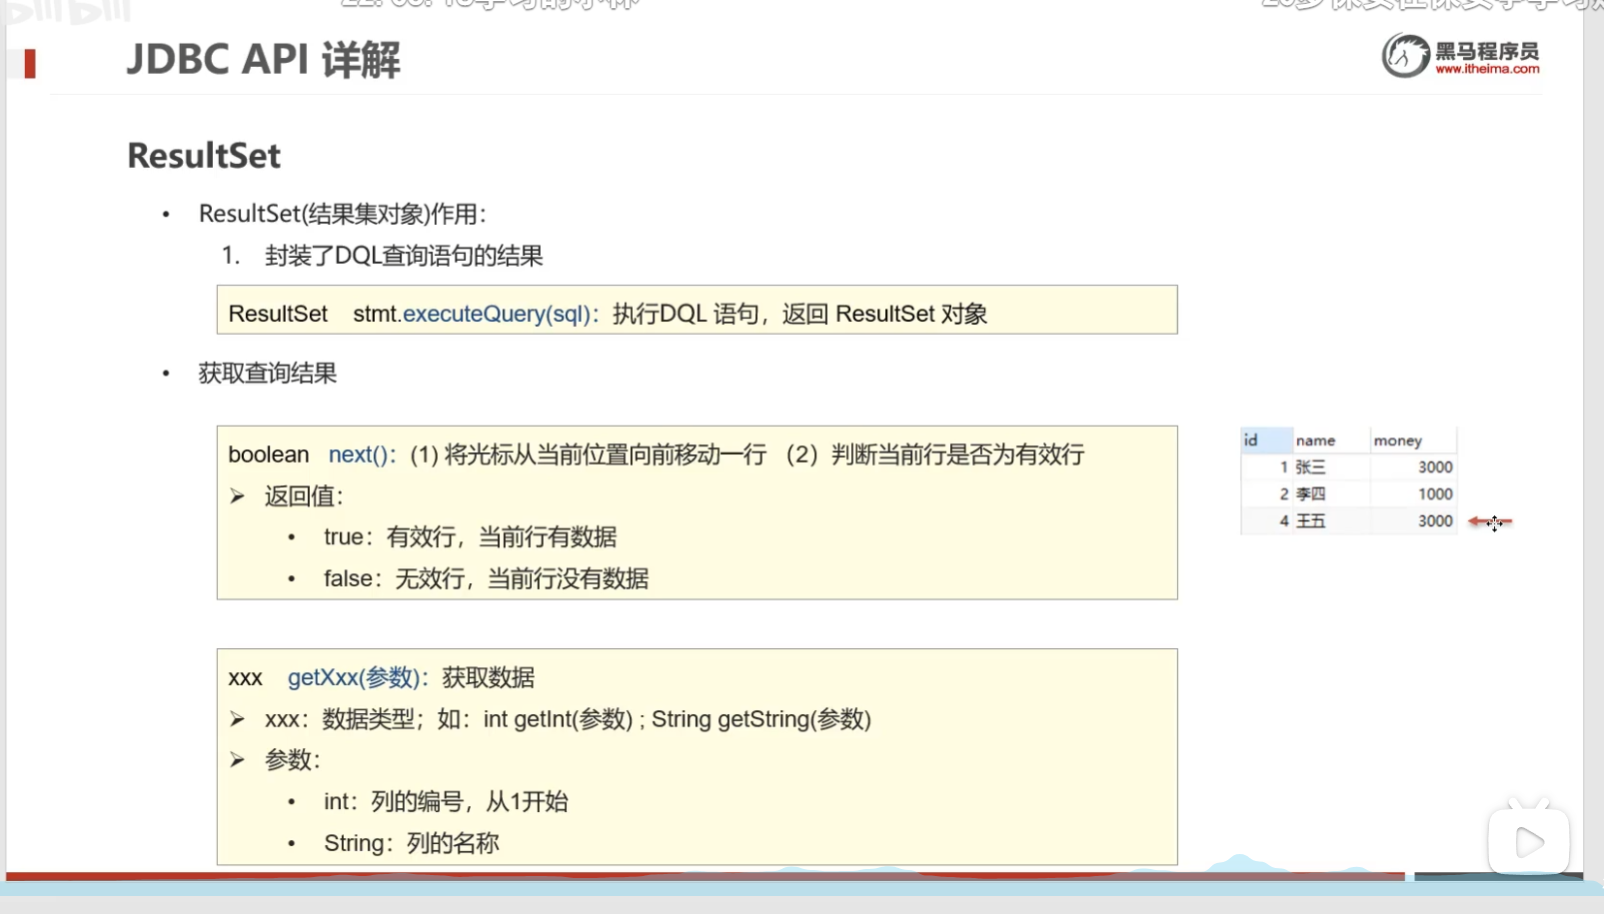 JDBC API 详解
黑马程序员
www.itheima.com
ResultSet
• ResultSet(结果集对象)作用：
1. 封装了DQL查询语句的结果
ResultSet stmt.executeQuery(sql)：执行DQL 语句，返回 ResultSet 对象
• 获取查询结果
boolean next()：(1) 将光标从当前位置向前移动一行 （2）判断当前行是否为有效行
➢ 返回值：
• true：有效行，当前行有数据
• false：无效行，当前行没有数据
id name money
1 张三 3000
2 李四 1000
4 王五 3000
xxx getXxx(参数)：获取数据
➢ xxx：数据类型；如：int getInt(参数) ; String getString(参数)
➢ 参数：
• int：列的编号，从1开始
• String：列的名称